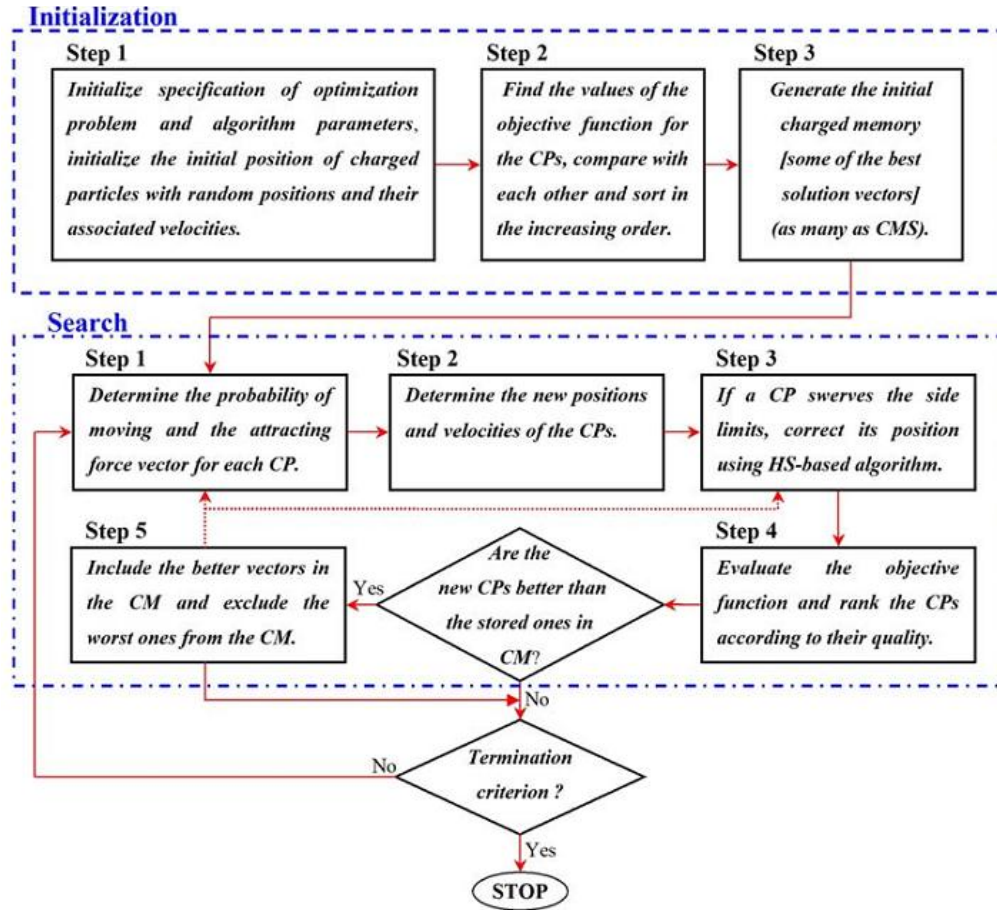 Initialization
Step 1
Initialize specification of optimization
problem and algorithm parameters,
initialize the initial position of charged
particles with random positions and their
associated velocities.
Step 2
Find the values of the
objective function for
the CPs, compare with
each other and sort in
the increasing order.
Step 3
Generate the initial
charged memory
[some of the best
solution vectors]
(as many as CMS).
Search
Step 1
Determine the probability of
moving and the attracting
force vector for each CP.
Step 2
Determine the new positions
and velocities of the CPs.
Step 3
If a CP swerves the side
limits, correct its position
using HS-based algorithm.
Step 4
Evaluate the objective
function and rank the CPs
according to their quality.
Are the
new CPs better than
the stored ones in
CM?
Yes
Step 5
Include the better vectors in
the CM and exclude the
worst ones from the CM.
No
Termination
criterion ?
No
Yes
STOP